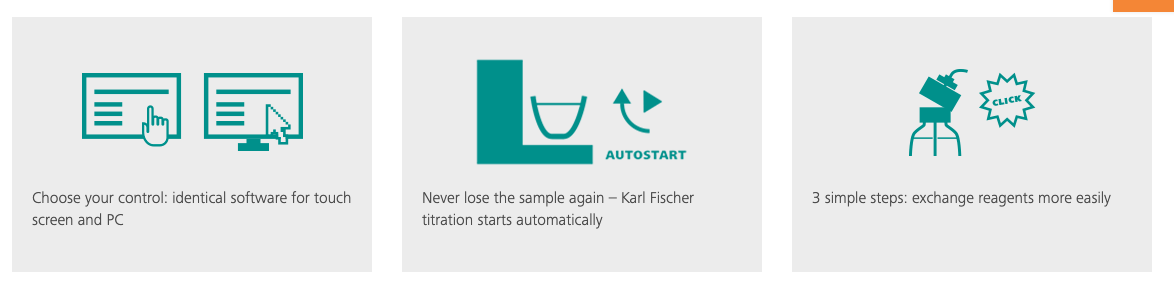 AUTOSTART
CLICK
Choose your control: identical software for touch
screen and PC
Never lose the sample again – Karl Fischer
titration starts automatically
3 simple steps: exchange reagents more easily